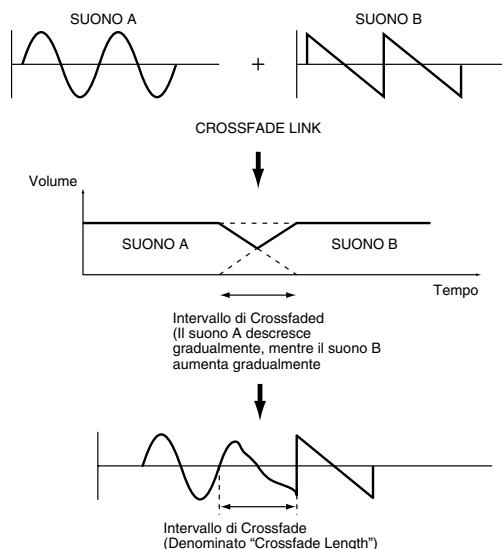 SUONO A
SUONO B
+
CROSSFADE LINK
Volume
SUONO A
SUONO B
Tempo
Intervallo di Crossfaded
(Il suono A descresce
gradualmente, mentre il suono B
aumenta gradualmente
Intervallo di Crossfade
(Denominato “Crossfade Length”)